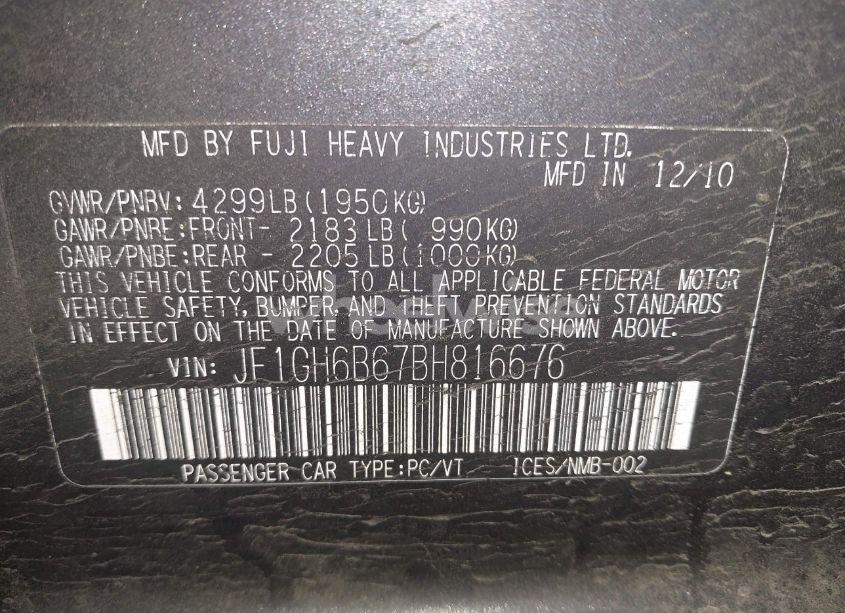 MFD BY FUJI HEAVY INDUSTRIES LTD.
MFD IN 12/10
GVWR/PNBV: 4299LB(1950KG)
GAWR/PNBE:FRONT- 2183LB( 990KG)
GAWR/PNBE:REAR - 2205LB(1000KG)
THIS VEHICLE CONFORMS TO ALL APPLICABLE FEDERAL MOTOR
VEHICLE SAFETY, BUMPER, AND THEFT PREVENTION STANDARDS
IN EFFECT ON THE DATE OF MANUFACTURE SHOWN ABOVE.
VIN: JF1GH6B67BH816676
PASSENGER CAR TYPE:PC/VT ICES/NMB-002